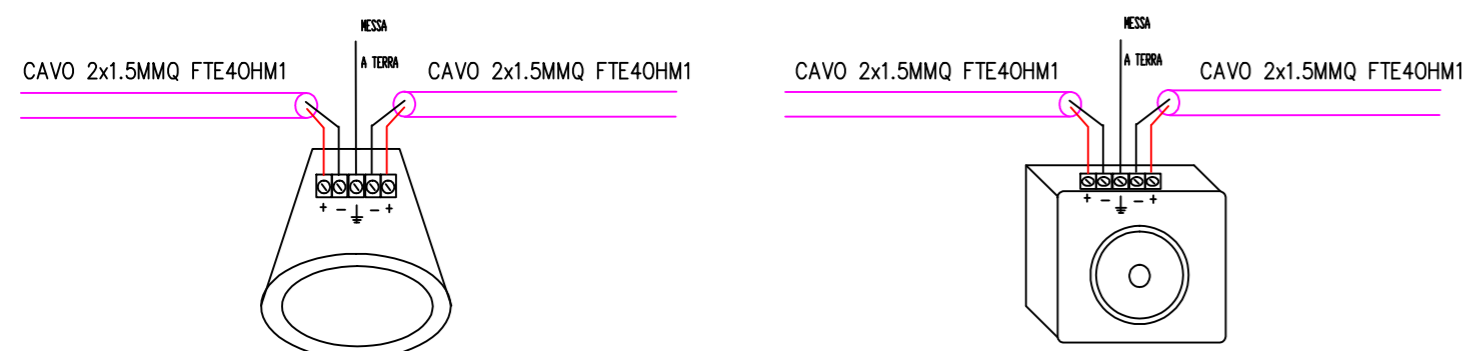 MESSA
A TERRA
CAVO 2x1.5MMQ FTE4OHM1
CAVO 2x1.5MMQ FTE4OHM1
+ − ⏚ − +
MESSA
A TERRA
CAVO 2x1.5MMQ FTE4OHM1
CAVO 2x1.5MMQ FTE4OHM1
+ − ⏚ − +